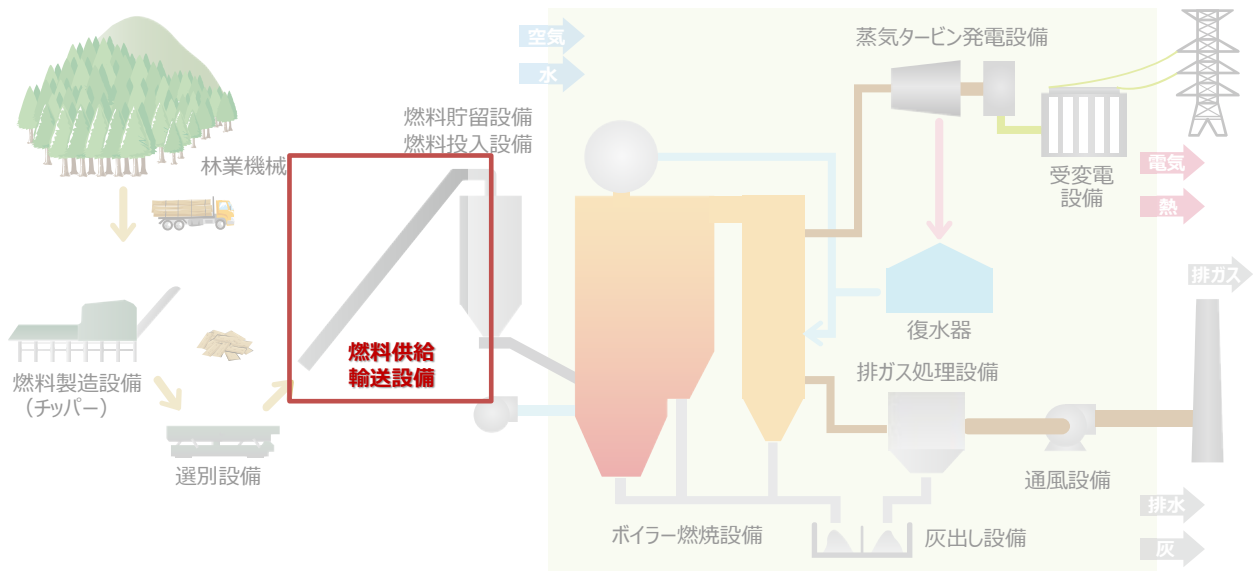 空気
水
蒸気タービン発電設備
燃料貯留設備
燃料投入設備
林業機械
受変電
設備
電気
熱
排ガス
復水器
燃料供給
輸送設備
燃料製造設備
（チッパー）
排ガス処理設備
選別設備
通風設備
ボイラー燃焼設備
灰出し設備
排水
灰